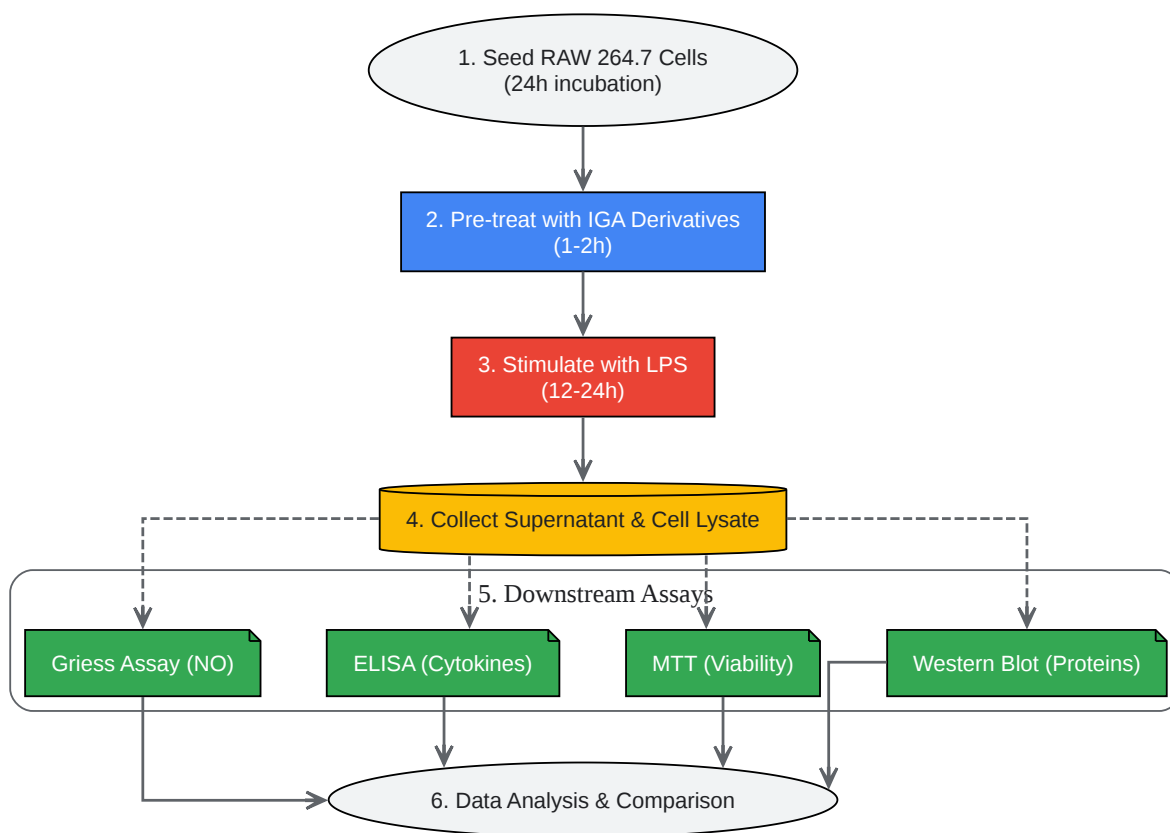 1. Seed RAW 264.7 Cells
(24h incubation)
2. Pre-treat with IGA Derivatives
(1-2h)
3. Stimulate with LPS
(12-24h)
4. Collect Supernatant & Cell Lysate
5. Downstream Assays
Griess Assay (NO)
ELISA (Cytokines)
MTT (Viability)
Western Blot (Proteins)
6. Data Analysis & Comparison